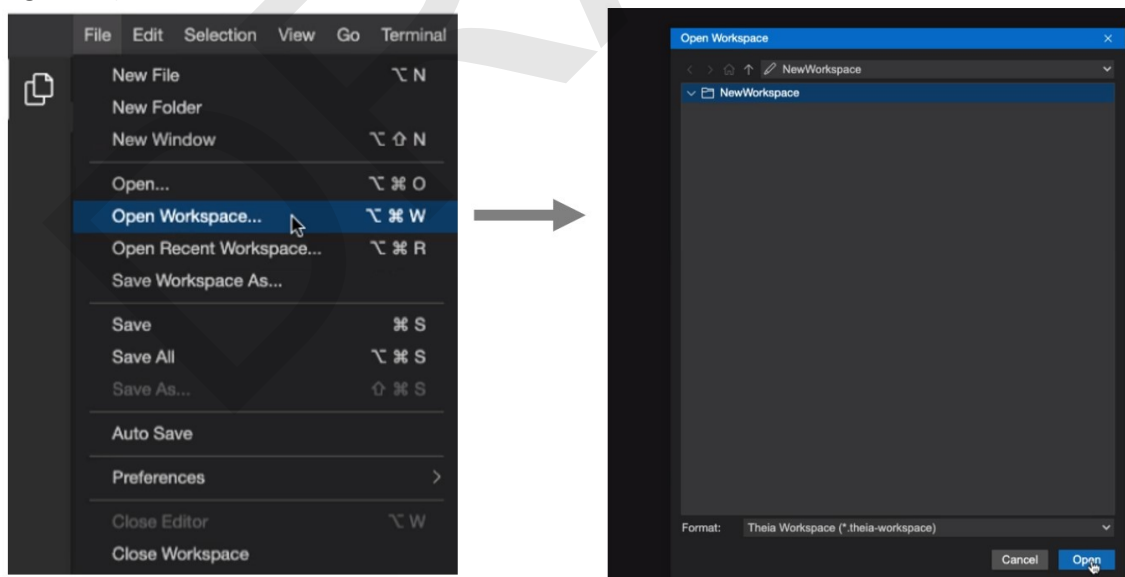 File Edit Selection View Go Terminal
New File ⌥ N
New Folder
New Window ⌥ ⇧ N
Open... ⌥ ⌘ O
Open Workspace... ⌥ ⌘ W
Open Recent Workspace... ⌥ ⌘ R
Save Workspace As...
Save ⌘ S
Save All ⌥ ⌘ S
Save As... ⇧ ⌘ S
Auto Save
Preferences >
Close Editor ⌥ W
Close Workspace
Open Workspace ×
NewWorkspace
NewWorkspace
Format: Theia Workspace (*.theia-workspace)
Cancel Open